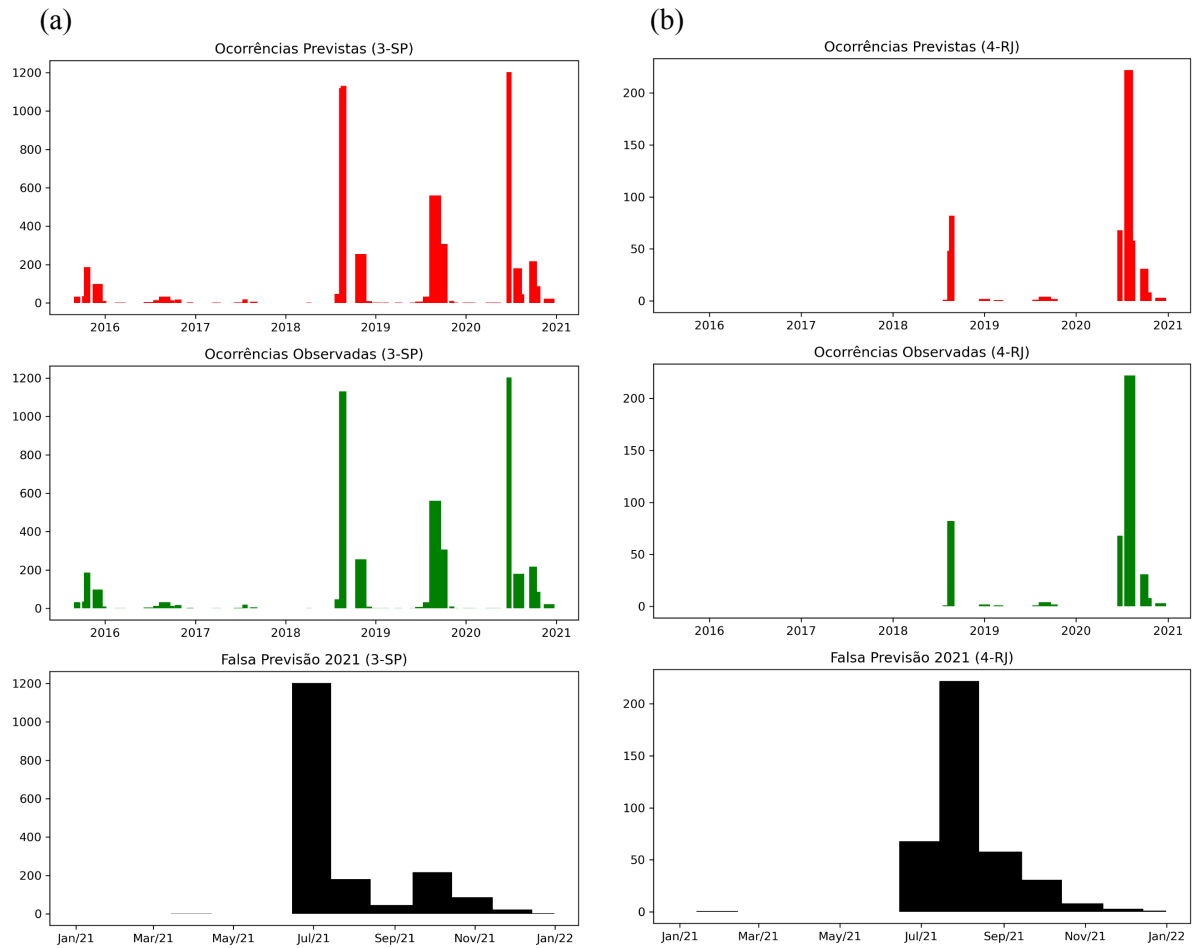 (a)
Ocorrências Previstas (3-SP)
1200
1000
800
600
400
200
0
2016 2017 2018 2019 2020 2021
Ocorrências Observadas (3-SP)
1200
1000
800
600
400
200
0
2016 2017 2018 2019 2020 2021
Falsa Previsão 2021 (3-SP)
1200
1000
800
600
400
200
0
Jan/21 Mar/21 May/21 Jul/21 Sep/21 Nov/21 Jan/22
(b)
Ocorrências Previstas (4-RJ)
200
150
100
50
0
2016 2017 2018 2019 2020 2021
Ocorrências Observadas (4-RJ)
200
150
100
50
0
2016 2017 2018 2019 2020 2021
Falsa Previsão 2021 (4-RJ)
200
150
100
50
0
Jan/21 Mar/21 May/21 Jul/21 Sep/21 Nov/21 Jan/22